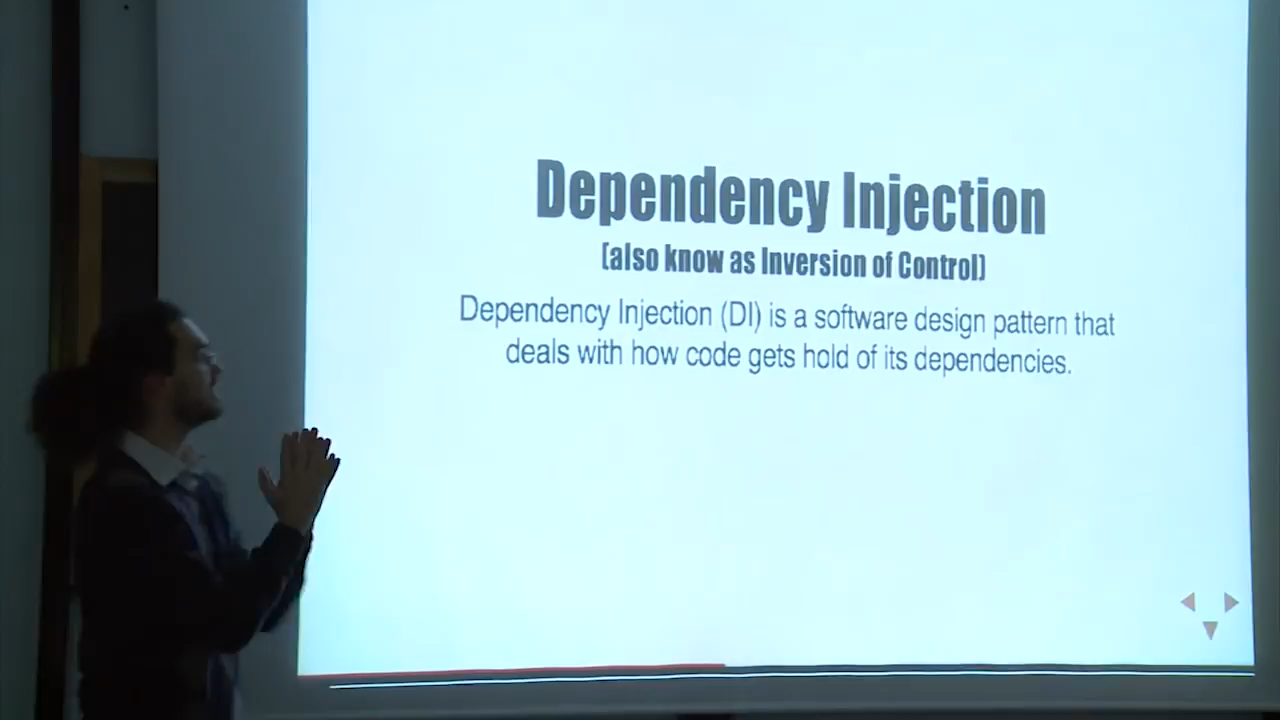 Dependency Injection
(also know as Inversion of Control)
Dependency Injection (DI) is a software design pattern that
deals with how code gets hold of its dependencies.